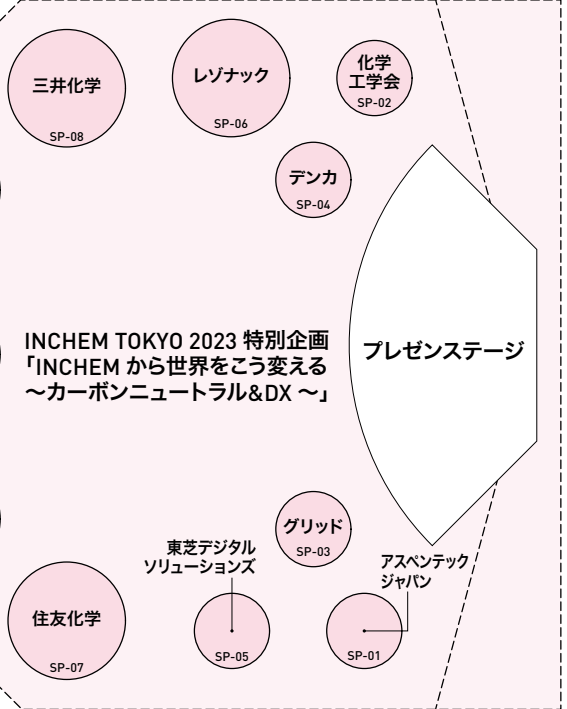 三井化学
SP-08
レゾナック
SP-06
化学
工学会
SP-02
デンカ
SP-04
INCHEM TOKYO 2023 特別企画
「INCHEM から世界をこう変える
～カーボンニュートラル&DX ～」
プレゼンステージ
グリッド
SP-03
東芝デジタル
ソリューションズ
SP-05
アスペンテック
ジャパン
SP-01
住友化学
SP-07